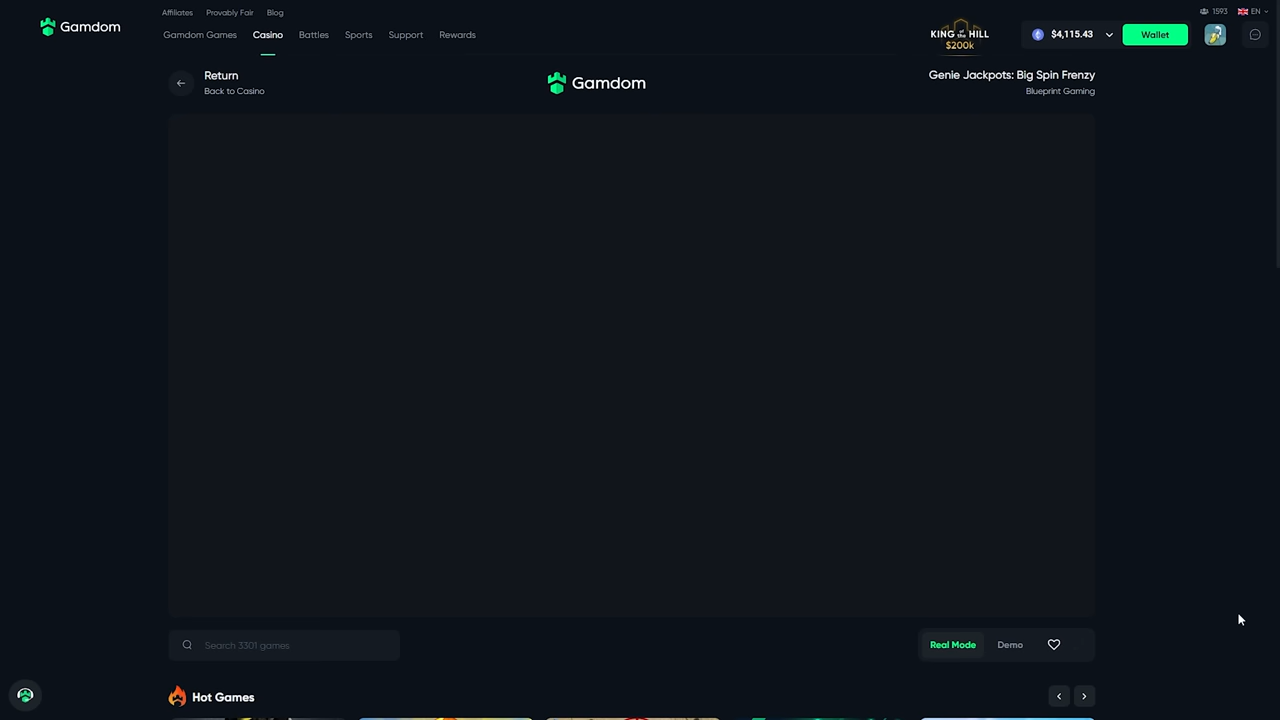 Affiliates Provably Fair Blog
1593 EN
Gamdom
Gamdom Games Casino Battles Sports Support Rewards
KING of the HILL
$200k
$4,115.43 Wallet
Return
Back to Casino
Gamdom
Genie Jackpots: Big Spin Frenzy
Blueprint Gaming
Search 3301 games
Real Mode Demo
Hot Games